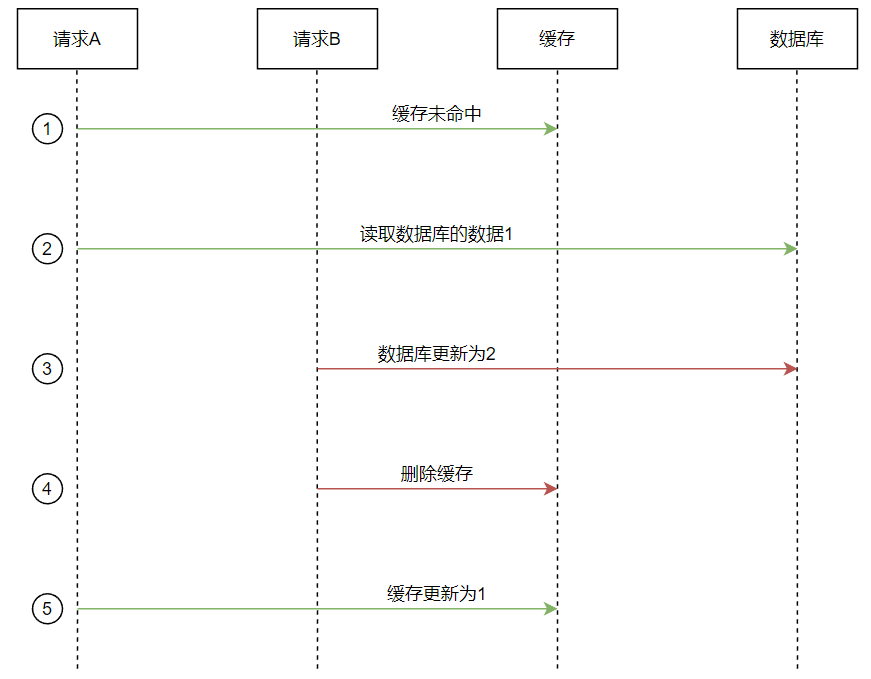 请求A
请求B
缓存
数据库
1
缓存未命中
2
读取数据库的数据1
3
数据库更新为2
4
删除缓存
5
缓存更新为1